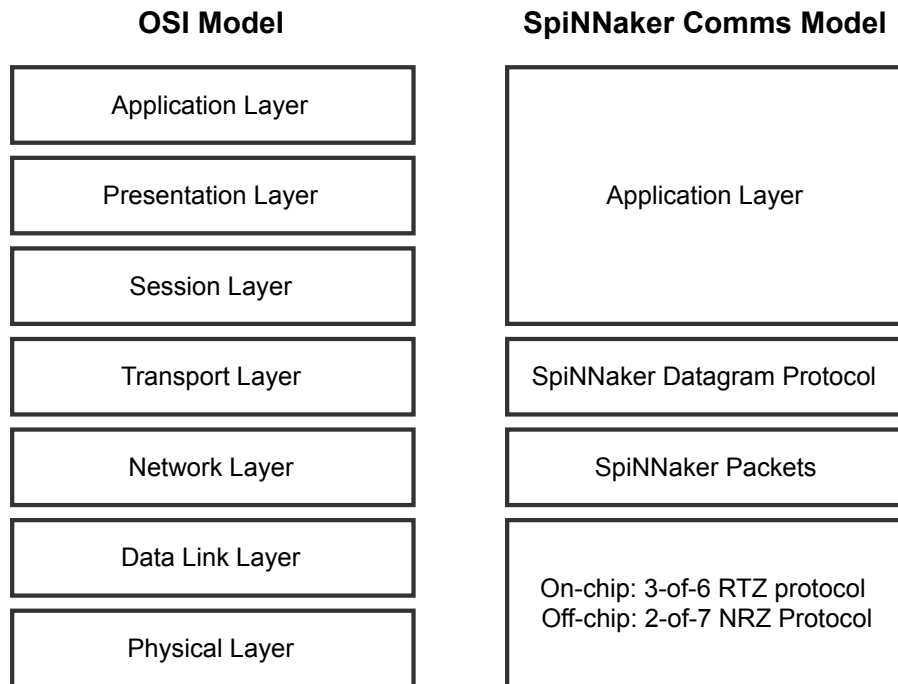 OSI Model
Application Layer
Presentation Layer
Session Layer
Transport Layer
Network Layer
Data Link Layer
Physical Layer
SpiNNaker Comms Model
Application Layer
SpiNNaker Datagram Protocol
SpiNNaker Packets
On-chip: 3-of-6 RTZ protocol
Off-chip: 2-of-7 NRZ Protocol